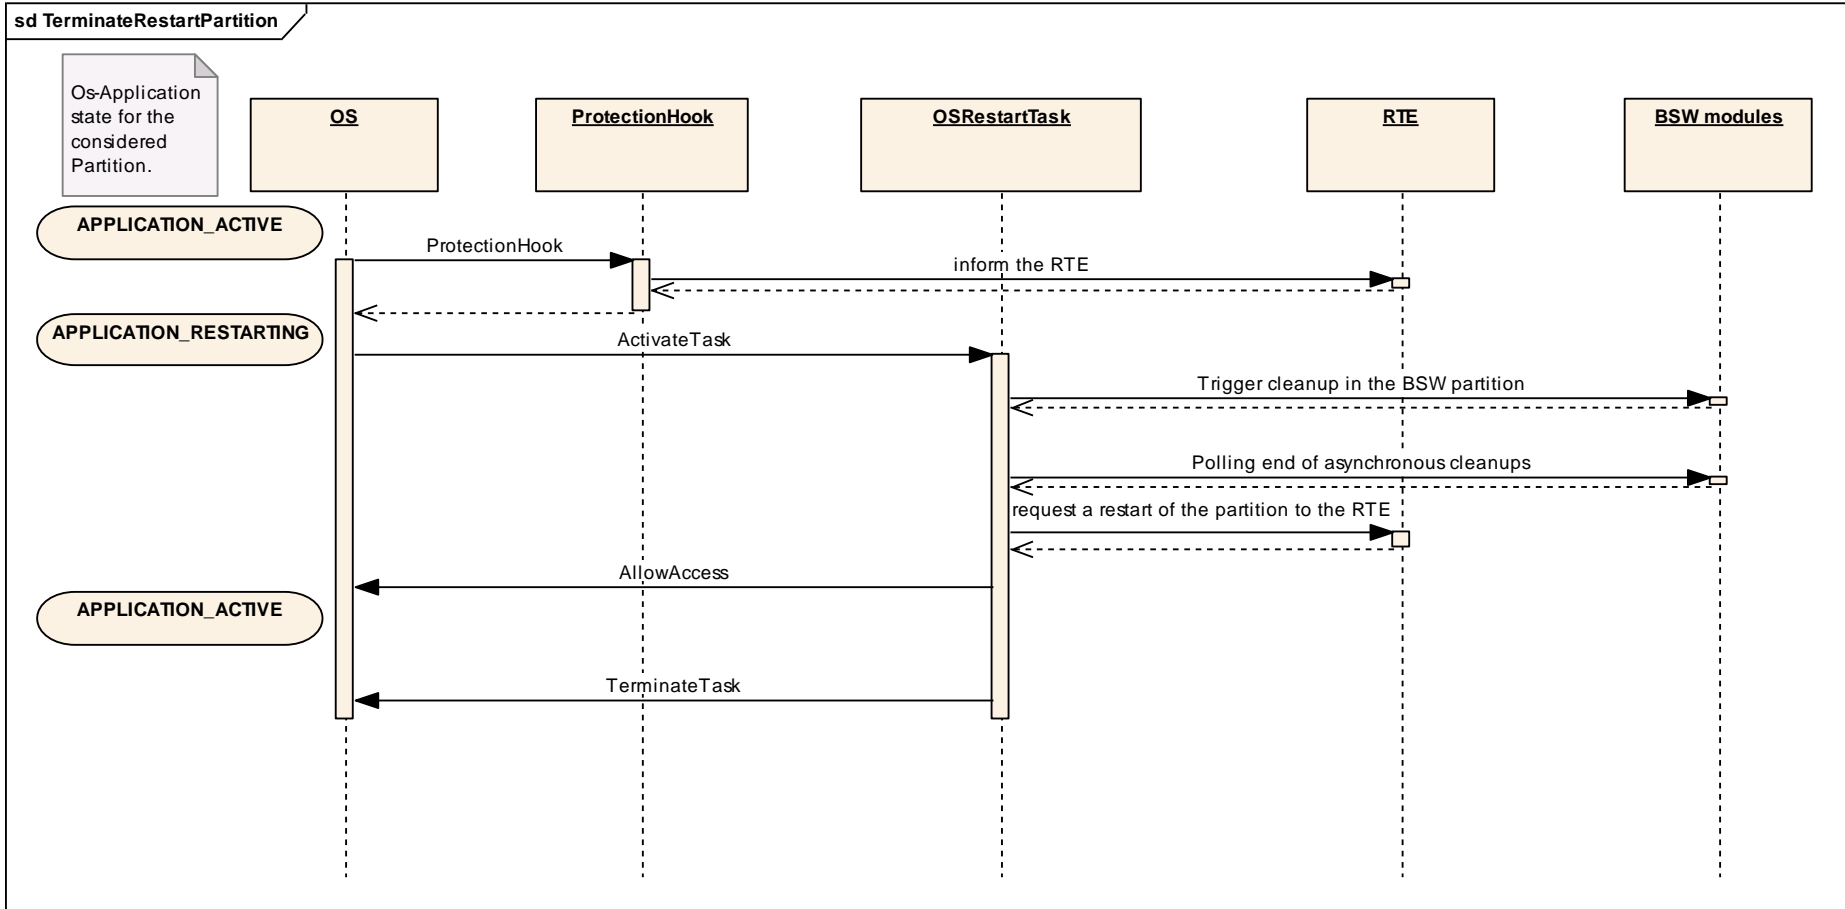 sd TerminateRestartPartition
Os-Application
state for the
considered
Partition.
OS
ProtectionHook
OSRestartTask
RTE
BSW modules
APPLICATION_ACTIVE
ProtectionHook
inform the RTE
APPLICATION_RESTARTING
ActivateTask
Trigger cleanup in the BSW partition
Polling end of asynchronous cleanups
request a restart of the partition to the RTE
AllowAccess
APPLICATION_ACTIVE
TerminateTask